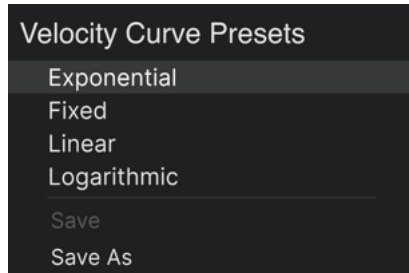 Velocity Curve Presets
Exponential
Fixed
Linear
Logarithmic
Save
Save As